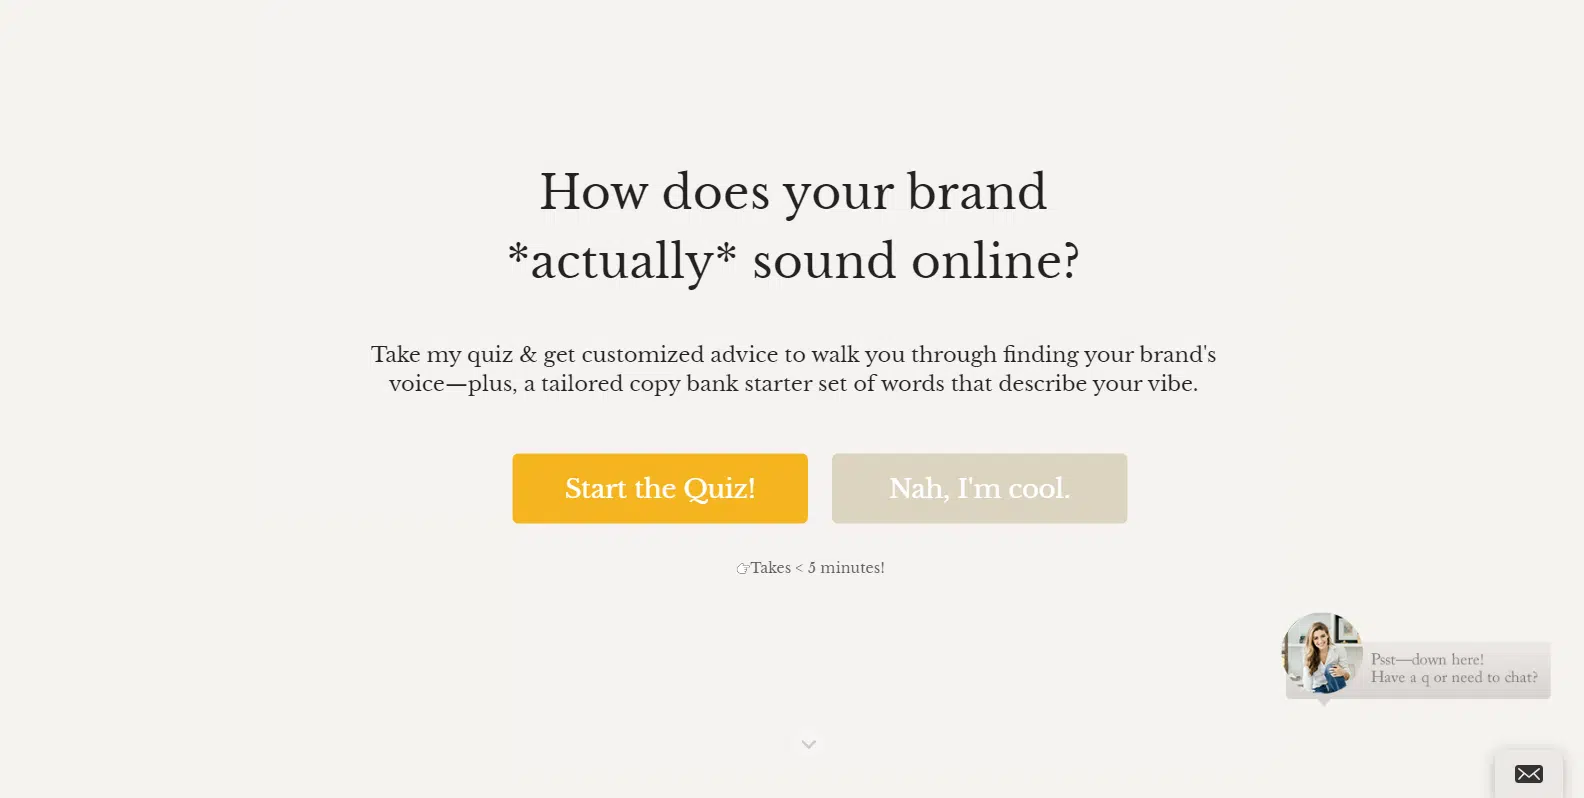 How does your brand
*actually* sound online?
Take my quiz & get customized advice to walk you through finding your brand's
voice—plus, a tailored copy bank starter set of words that describe your vibe.
Start the Quiz!
Nah, I'm cool.
👉Takes < 5 minutes!
Psst—down here!
Have a q or need to chat?